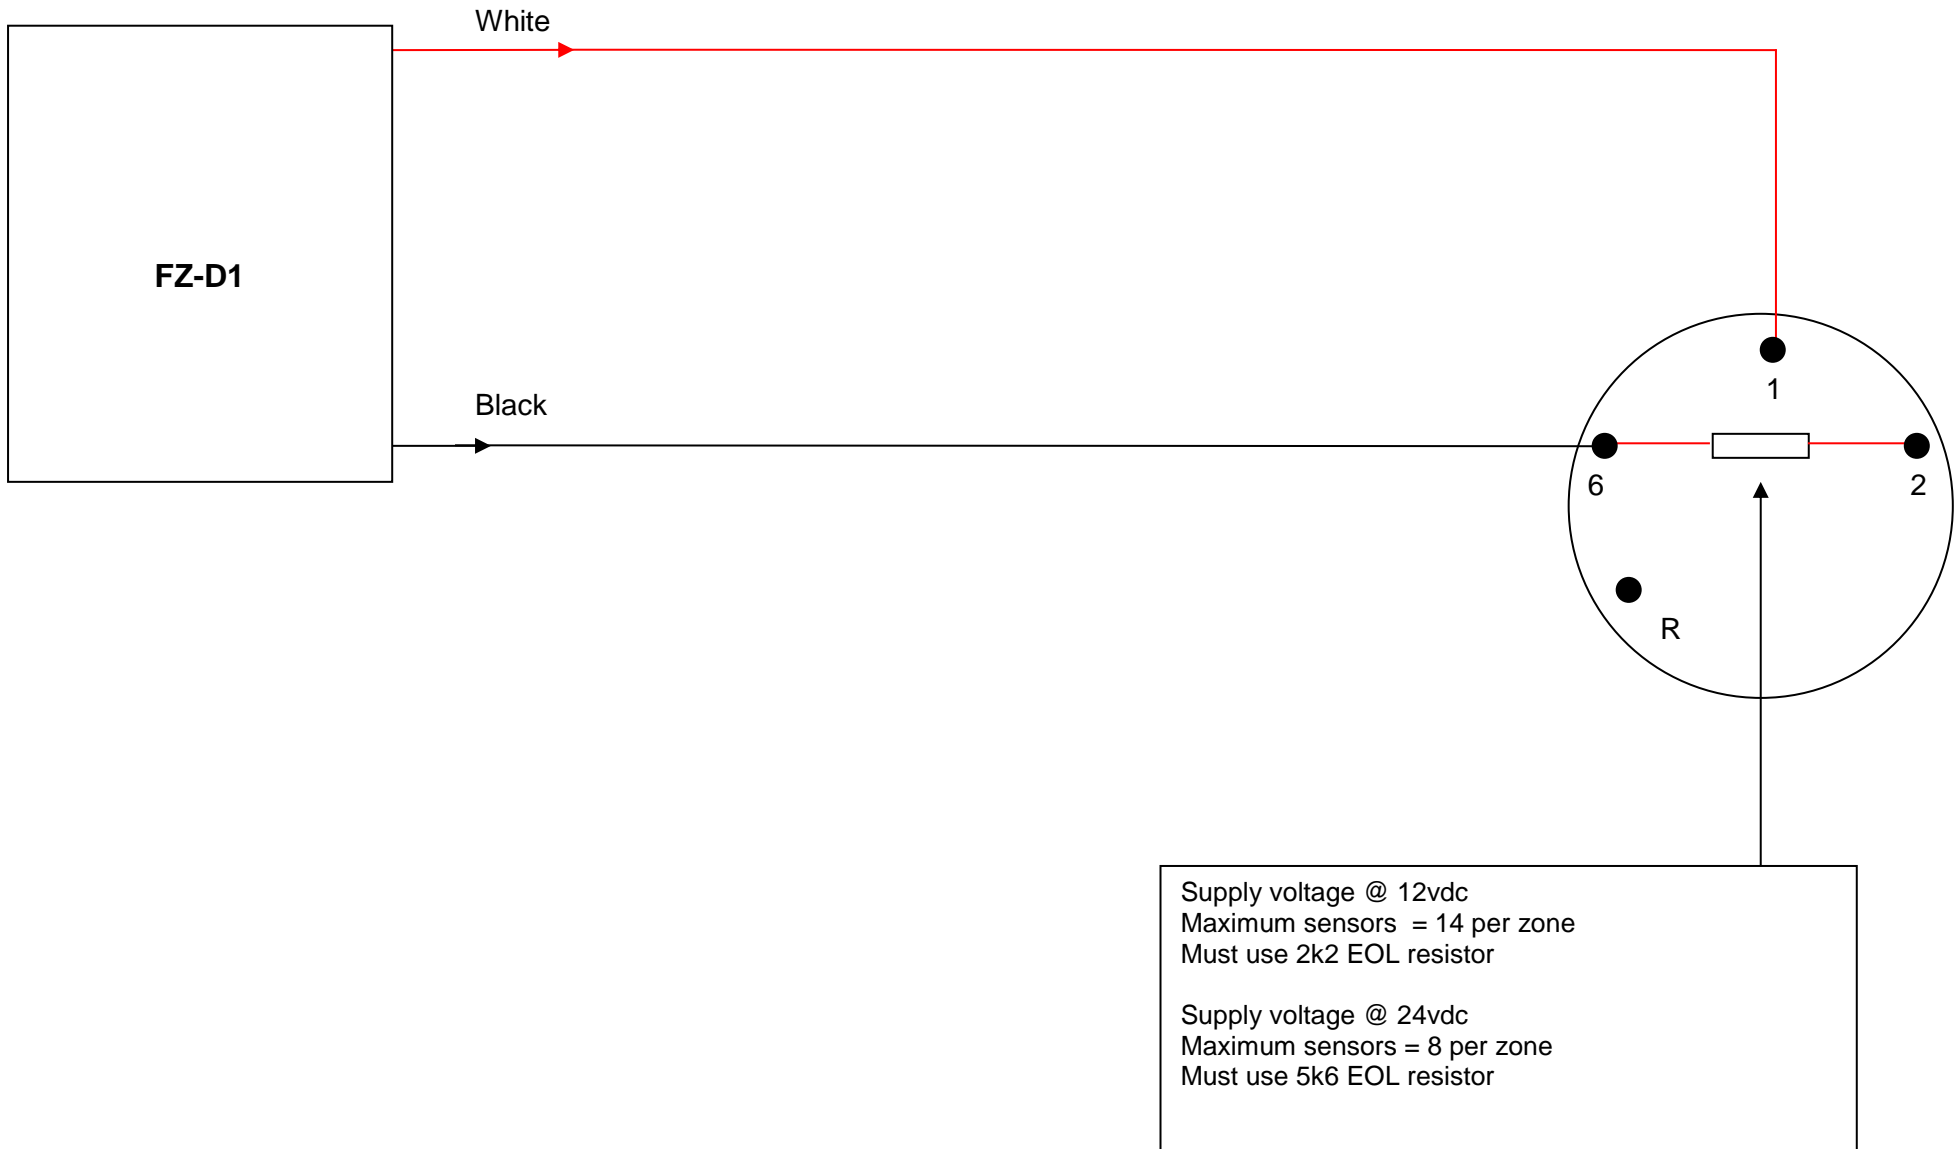 White
FZ-D1
Black
1
6
2
R
Supply voltage @ 12vdc
Maximum sensors  = 14 per zone
Must use 2k2 EOL resistor
Supply voltage @ 24vdc
Maximum sensors = 8 per zone
Must use 5k6 EOL resistor